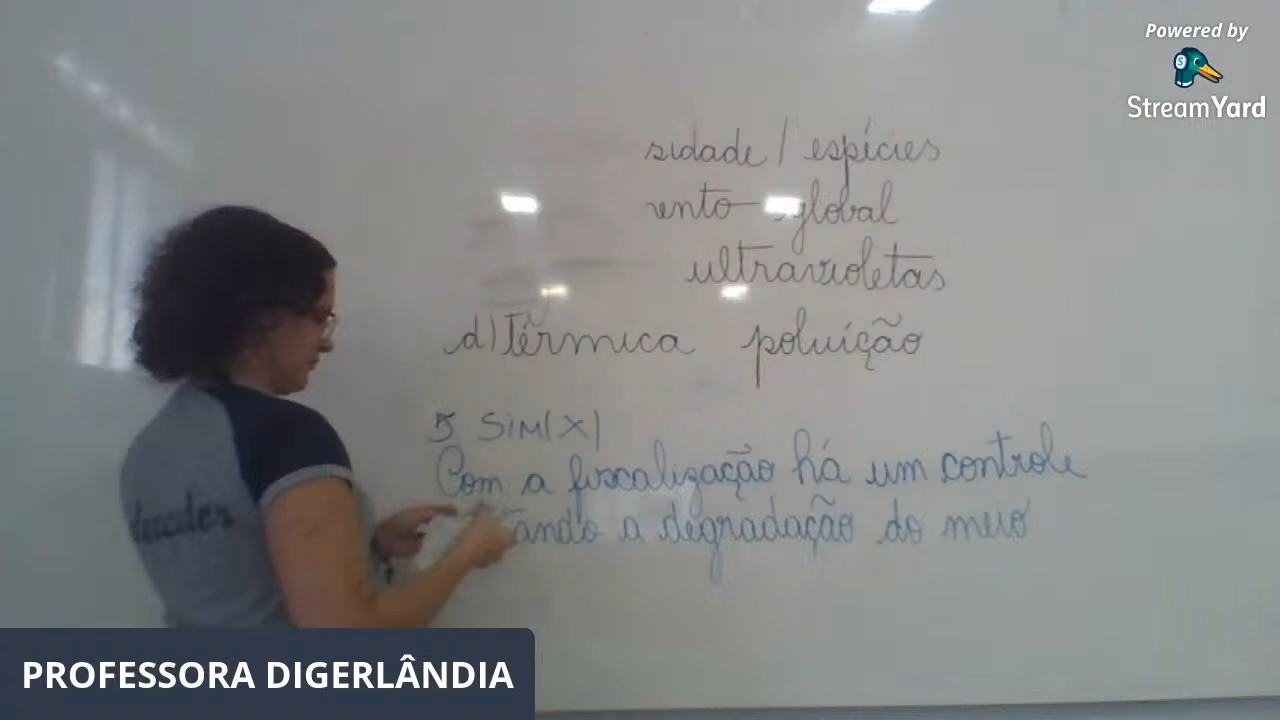 Powered by
StreamYard
sidade / espécies
ento global
ultravioletas
d) Térmica poluição
5 Sim(X)
Com a fiscalização há um controle
ando a degradação do meio
PROFESSORA DIGERLÂNDIA